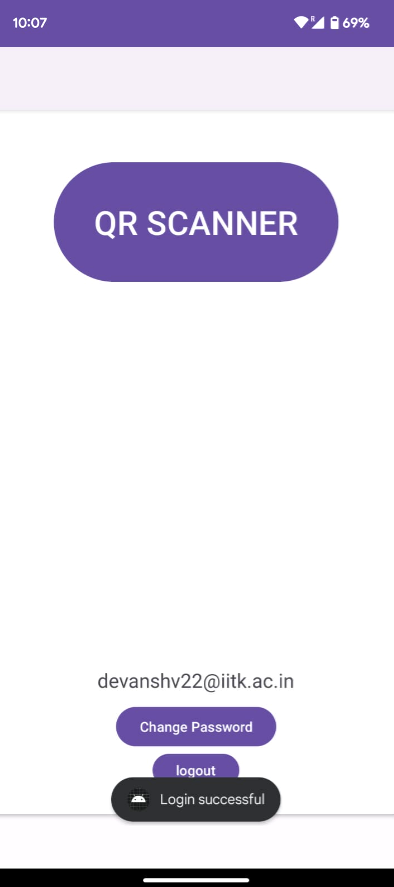 10:07
R
69%
QR SCANNER
devanshv22@iitk.ac.in
Change Password
logout
Login successful